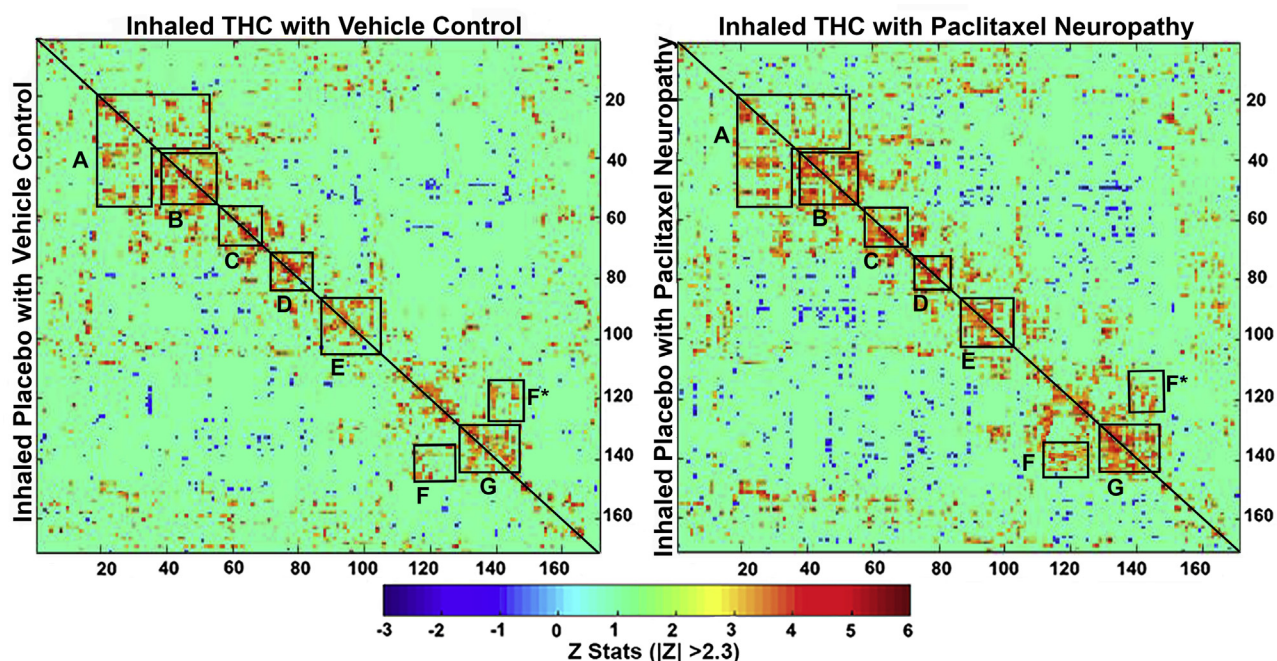 Inhaled THC with Vehicle Control
Inhaled Placebo with Vehicle Control
A
B
C
D
E
F*
F
G
20
40
60
80
100
120
140
160
20
40
60
80
100
120
140
160
Inhaled THC with Paclitaxel Neuropathy
Inhaled Placebo with Paclitaxel Neuropathy
A
B
C
D
E
F*
F
G
20
40
60
80
100
120
140
160
20
40
60
80
100
120
140
160
-3
-2
-1
0
1
2
3
4
5
6
Z Stats (|Z| >2.3)